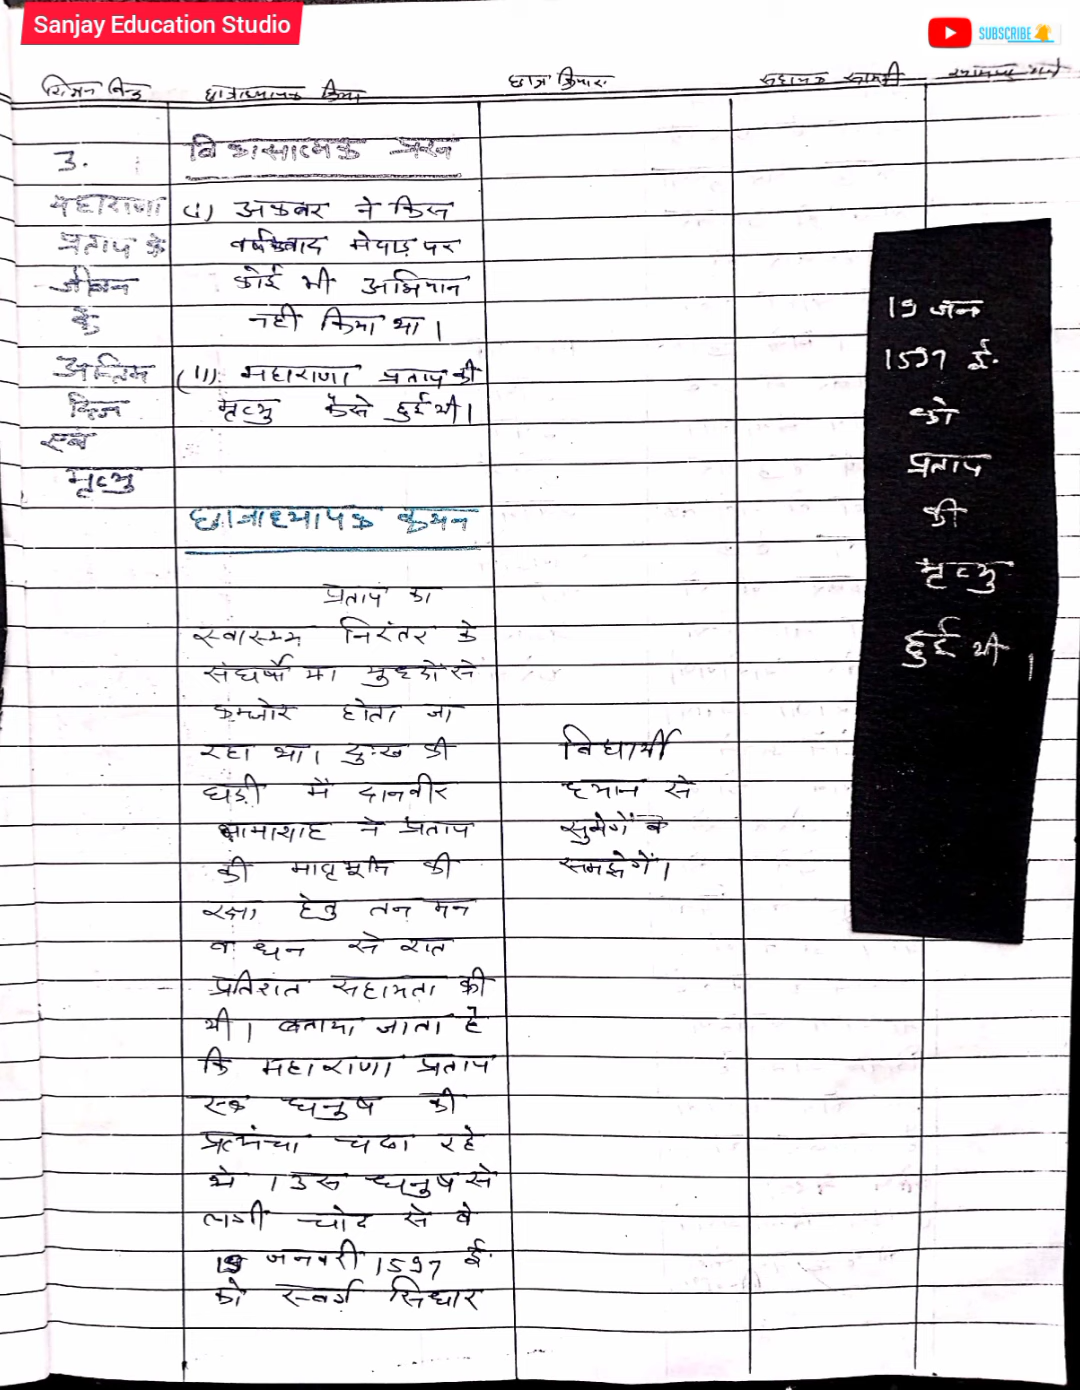 Sanjay Education Studio
SUBSCRIBE
शिक्षण बिन्दु छात्राध्यापक क्रिया छात्र क्रियाएं सहायक सामग्री श्यामपट्ट कार्य
3.
महाराणा
प्रताप के
जीवन
के
अन्तिम
दिन
एवं
मृत्यु
विकासात्मक प्रश्न
(i) अकबर ने किस
वर्ष के बाद मेवाड़ पर
कोई भी अभियान
नहीं किया था।
(ii) महाराणा प्रताप की
मृत्यु कैसे हुई थी।
छात्राध्यापक कथन
प्रताप का
स्वास्थ्य निरंतर के
संघर्षों या युद्धों से
कमजोर होता जा
रहा था। दुःख की
घड़ी में दानवीर
भामाशाह ने प्रताप
की मातृभूमि की
रक्षा हेतु तन मन
व धन से शत
प्रतिशत सहायता की
थी। बताया जाता है
कि महाराणा प्रताप
एक धनुष की
प्रत्यंचा चढा रहे
थे। उस धनुष से
लगी चोट से वे
19 जनवरी 1597 ई.
को स्वर्ग सिधार
विद्यार्थी
ध्यान से
सुनेगें व
समझेगें।
19 जन
1597 ई.
को
प्रताप
की
मृत्यु
हुई थी।